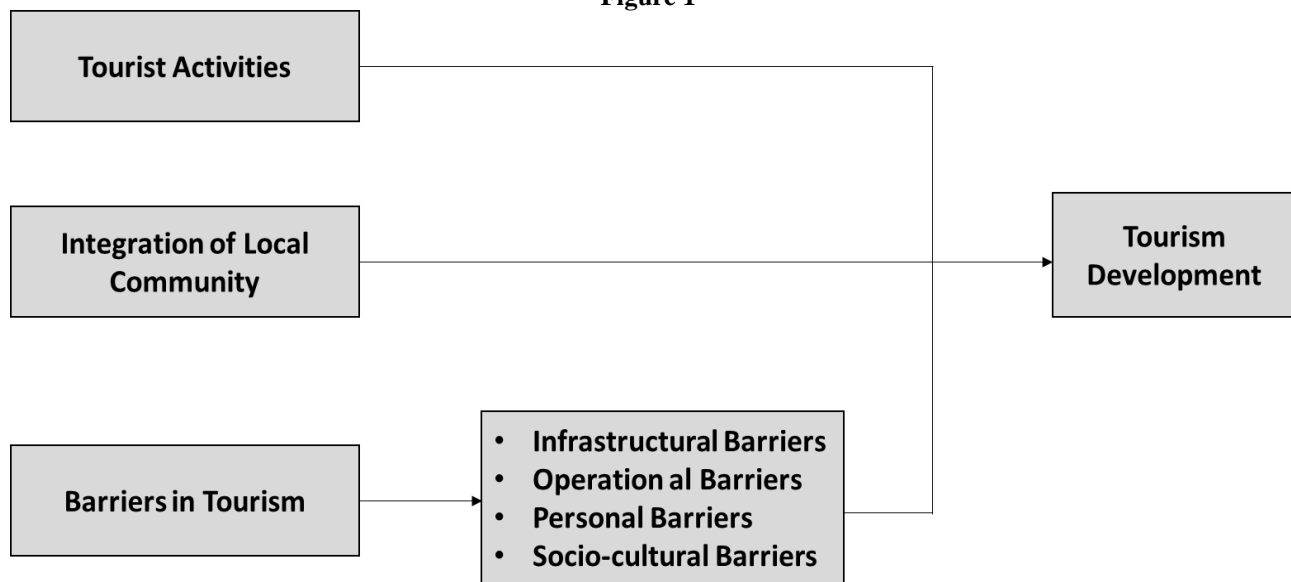 Figure 1
Tourist Activities
Integration of Local
Community
Tourism
Development
Barriers in Tourism
• Infrastructural Barriers
• Operation al Barriers
• Personal Barriers
• Socio-cultural Barriers